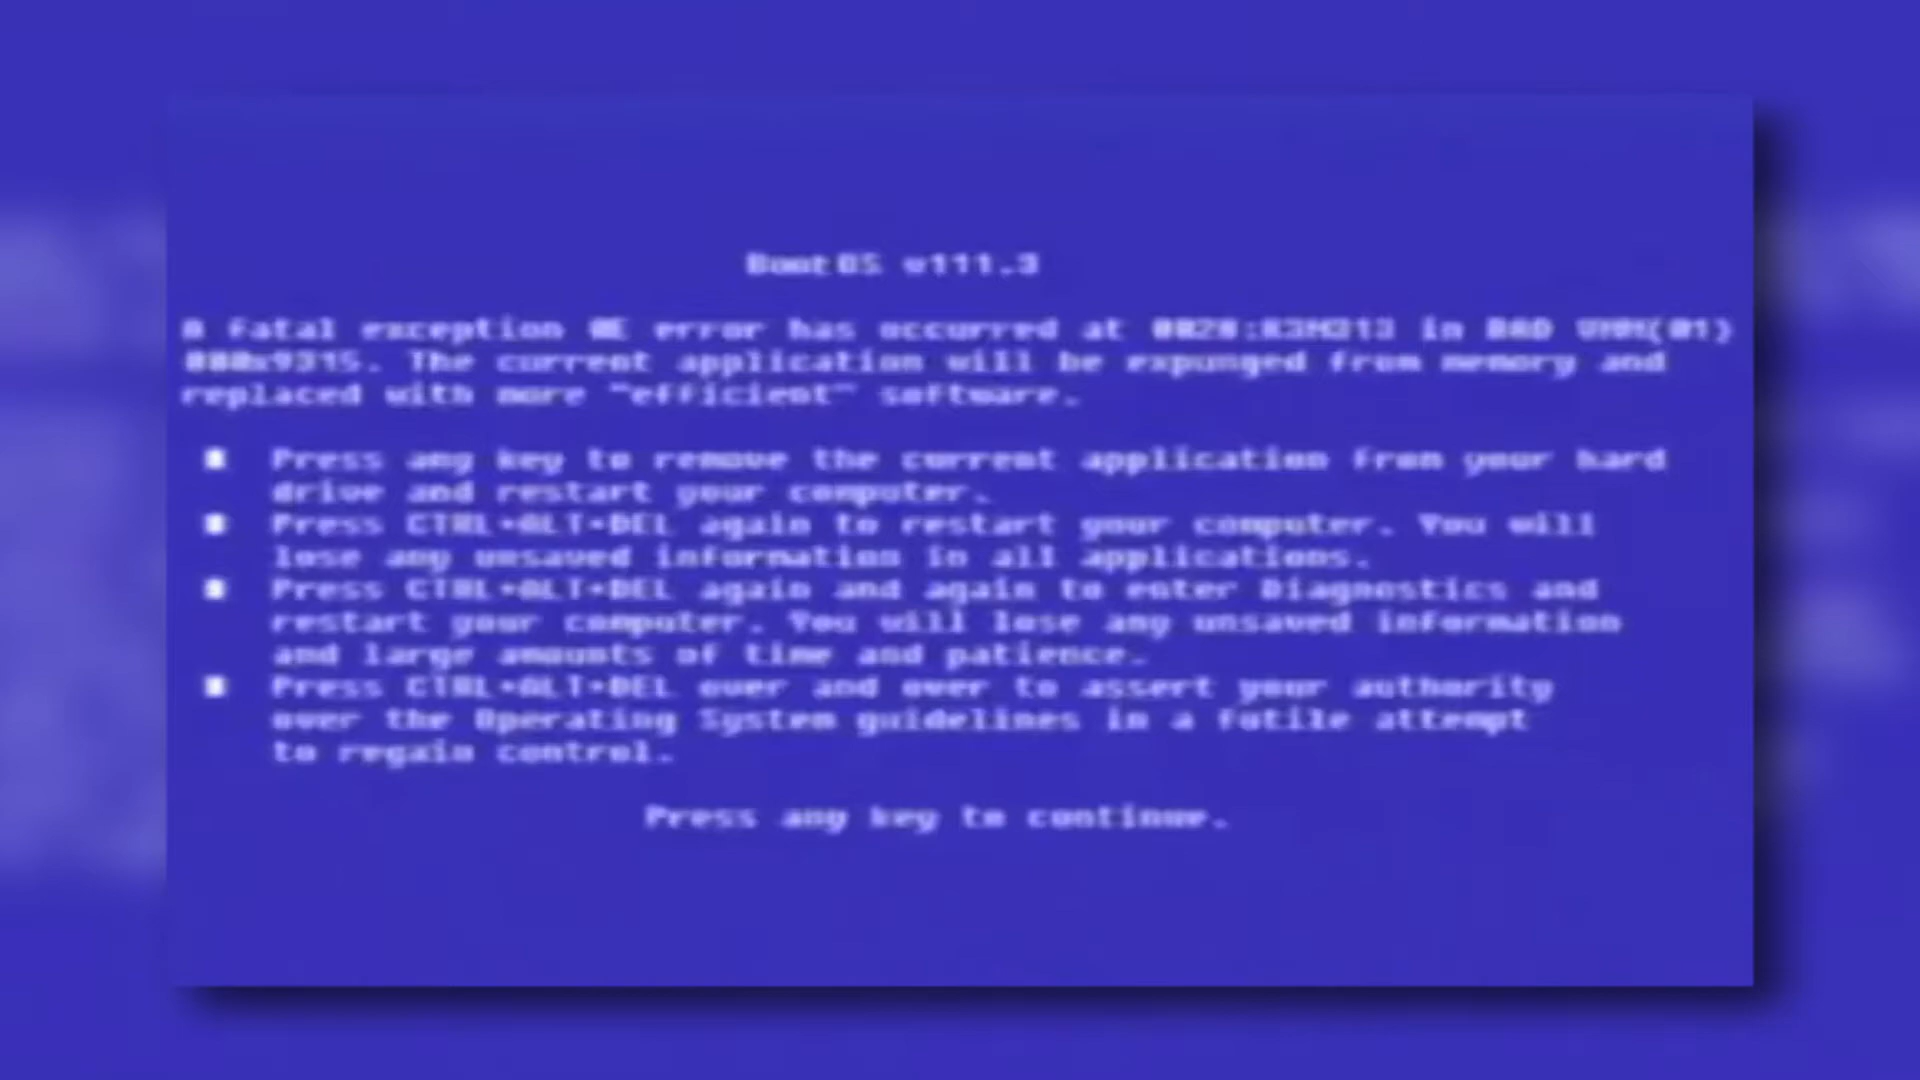 BootOS v111.3
A fatal exception 0E error has occurred at in BAD
The current application will be expunged from memory and
replaced with more "efficient" software.
Press any key to remove the current application from your hard
drive and restart your computer.
Press CTRL+ALT+DEL again to restart your computer. You will
lose any unsaved information in all applications.
Press CTRL+ALT+DEL again and again to enter Diagnostics and
restart your computer. You will lose any unsaved information
and large amounts of time and patience.
Press CTRL+ALT+DEL over and over to assert your authority
over the Operating System guidelines in a futile attempt
to regain control.
Press any key to continue.